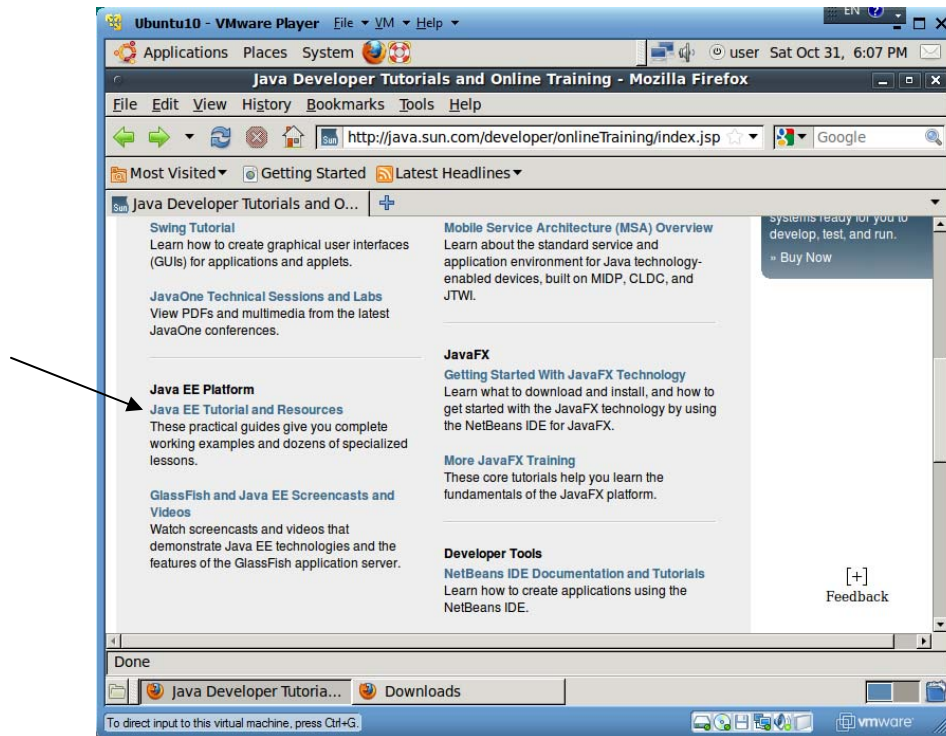 Ubuntu10 - VMware Player File VM Help
EN
Applications Places System user Sat Oct 31, 6:07 PM
Java Developer Tutorials and Online Training - Mozilla Firefox
File Edit View History Bookmarks Tools Help
Sun http://java.sun.com/developer/onlineTraining/index.jsp Google
Most Visited Getting Started Latest Headlines
Sun Java Developer Tutorials and O...
Swing Tutorial
Learn how to create graphical user interfaces
(GUIs) for applications and applets.
JavaOne Technical Sessions and Labs
View PDFs and multimedia from the latest
JavaOne conferences.
Java EE Platform
Java EE Tutorial and Resources
These practical guides give you complete
working examples and dozens of specialized
lessons.
GlassFish and Java EE Screencasts and
Videos
Watch screencasts and videos that
demonstrate Java EE technologies and the
features of the GlassFish application server.
Mobile Service Architecture (MSA) Overview
Learn about the standard service and
application environment for Java technology-
enabled devices, built on MIDP, CLDC, and
JTWI.
JavaFX
Getting Started With JavaFX Technology
Learn what to download and install, and how to
get started with the JavaFX technology by using
the NetBeans IDE for JavaFX.
More JavaFX Training
These core tutorials help you learn the
fundamentals of the JavaFX platform.
Developer Tools
NetBeans IDE Documentation and Tutorials
Learn how to create applications using the
NetBeans IDE.
systems ready for you to
develop, test, and run.
» Buy Now
[+]
Feedback
Done
Java Developer Tutoria... Downloads
To direct input to this virtual machine, press Ctrl+G.
vmware